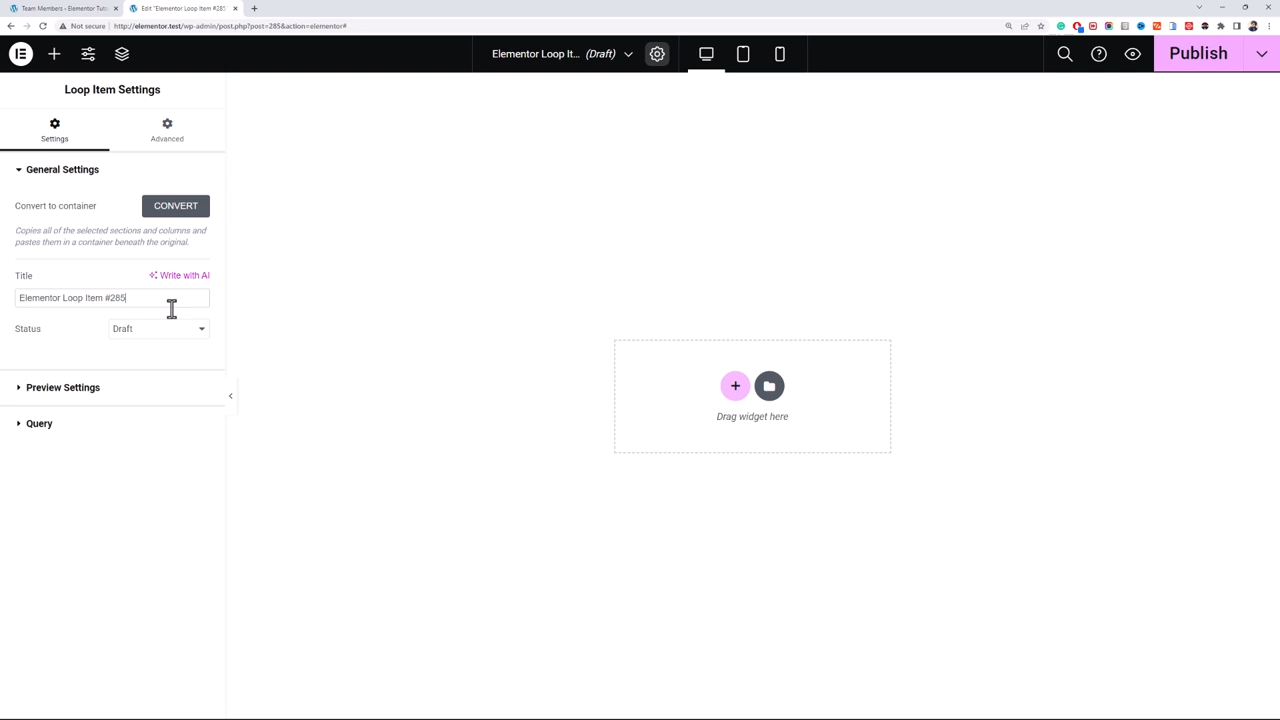 Team Members - Elementor Tuto
Edit "Elementor Loop Item #285
Not secure
http://elementor.test/wp-admin/post.php?post=285&action=elementor#
Elementor Loop It... (Draft)
Publish
Loop Item Settings
Settings
Advanced
General Settings
Convert to container
CONVERT
Copies all of the selected sections and columns and
pastes them in a container beneath the original.
Title
Write with AI
Elementor Loop Item #285
Status
Draft
Preview Settings
Query
Drag widget here